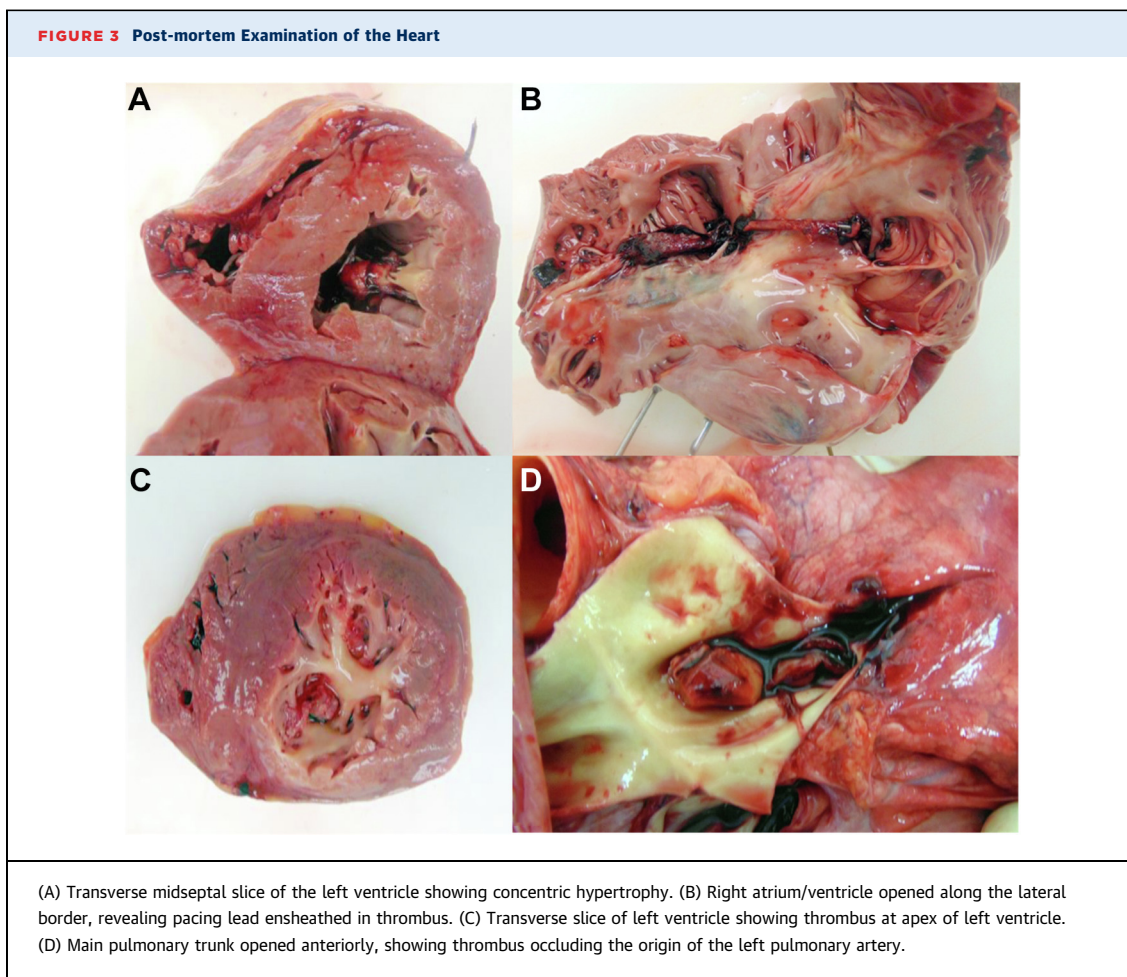 FIGURE 3 Post-mortem Examination of the Heart
A
B
C
D
(A) Transverse midseptal slice of the left ventricle showing concentric hypertrophy. (B) Right atrium/ventricle opened along the lateral
border, revealing pacing lead ensheathed in thrombus. (C) Transverse slice of left ventricle showing thrombus at apex of left ventricle.
(D) Main pulmonary trunk opened anteriorly, showing thrombus occluding the origin of the left pulmonary artery.